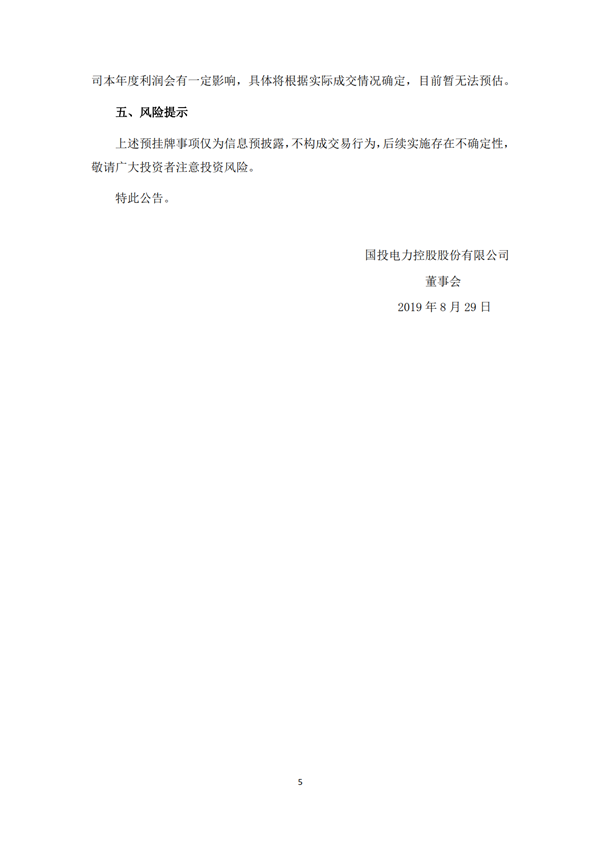 司本年度利润会有一定影响，具体将根据实际成交情况确定，目前暂无法预估。
五、风险提示
上述预挂牌事项仅为信息预披露，不构成交易行为，后续实施存在不确定性，
敬请广大投资者注意投资风险。
特此公告。
国投电力控股股份有限公司
董事会
2019 年 8 月 29 日
5